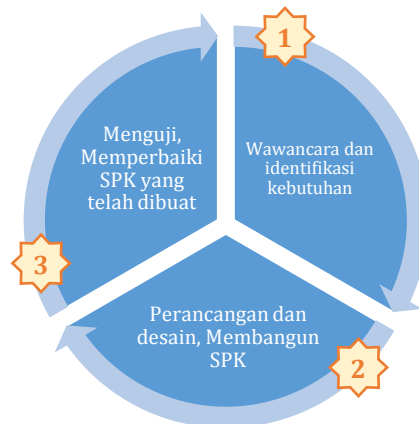 1
Wawancara dan
identifikasi
kebutuhan
2
Perancangan dan
desain, Membangun
SPK
3
Menguji,
Memperbaiki
SPK yang
telah dibuat